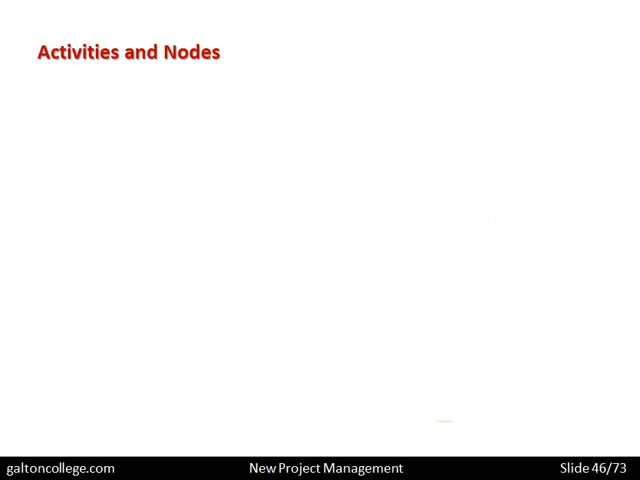 Activities and Nodes
galtoncollege.com New Project Management Slide 46/73